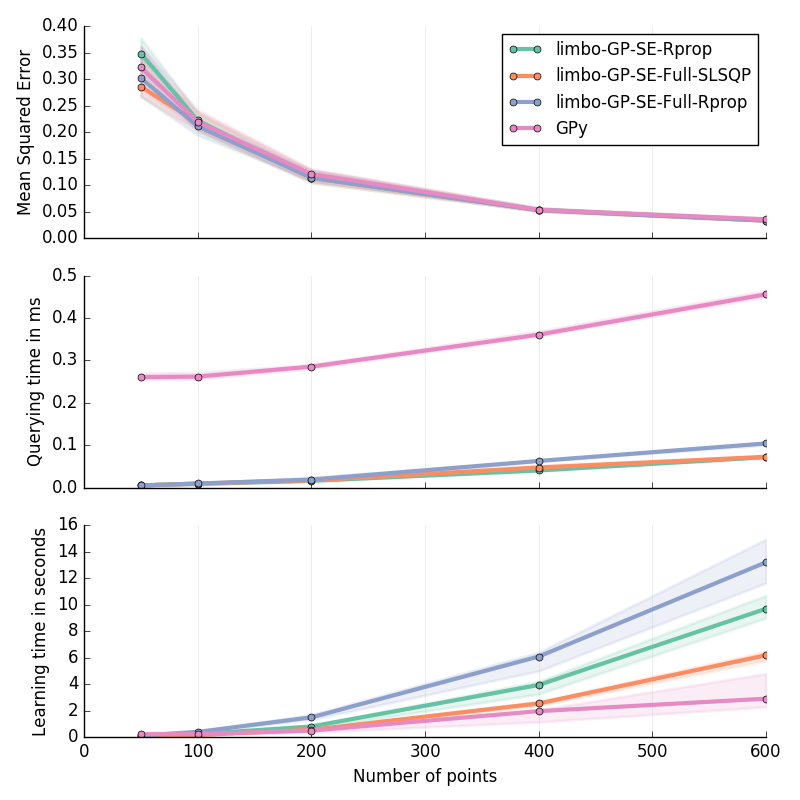 0.40
0.35
0.30
0.25
0.20
0.15
0.10
0.05
0.00
Mean Squared Error
limbo-GP-SE-Rprop
limbo-GP-SE-Full-SLSQP
limbo-GP-SE-Full-Rprop
GPy
0.5
0.4
0.3
0.2
0.1
0.0
Querying time in ms
16
14
12
10
8
6
4
2
0
Learning time in seconds
0 100 200 300 400 500 600
Number of points